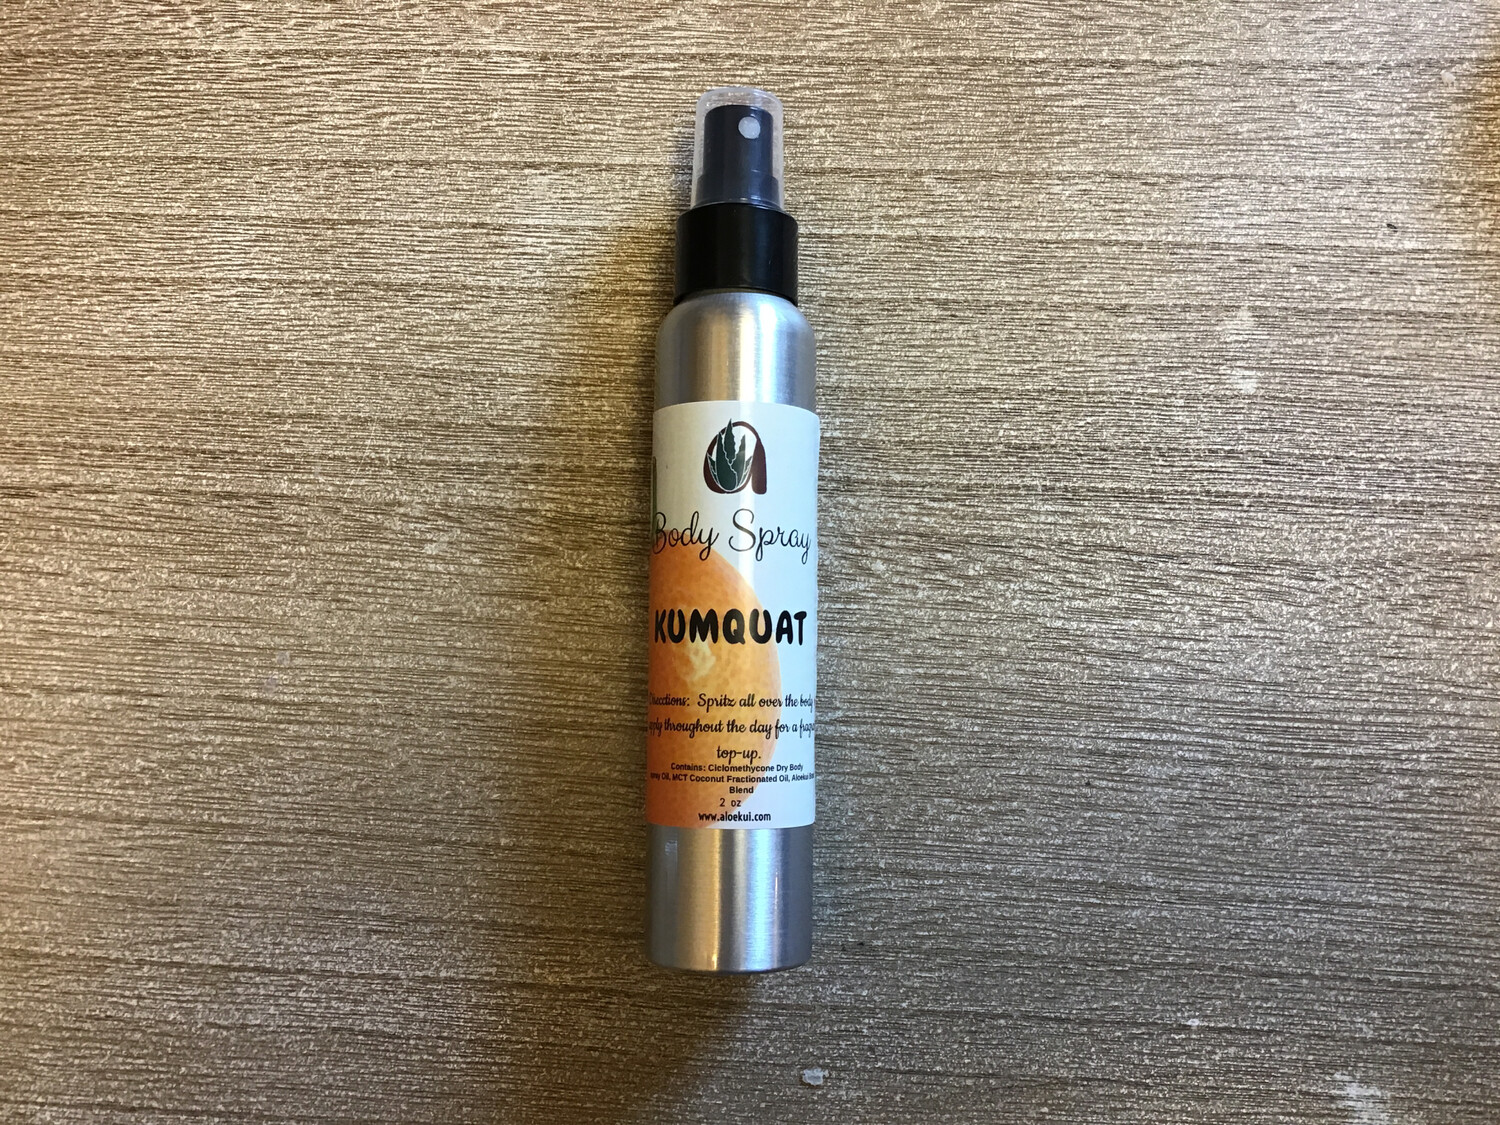 Body Spray
KUMQUAT
Directions: Spritz all over the body
throughout the day for a
top-up.
Contains: Ciclomethycone Dry Body
Oil, MCT Coconut Fractionated Oil, Aloekui
Blend
2 oz
www.aloekui.com